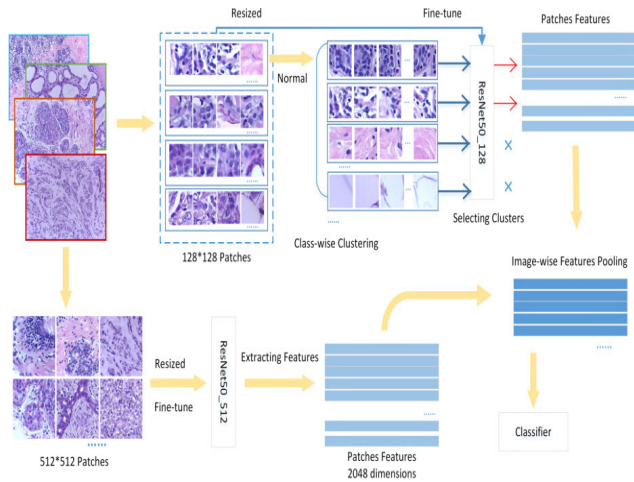 Resized
Fine-tune
Patches Features
Normal
ResNet50_128
......
......
......
......
...
...
...
......
...
......
......
X
X
Selecting Clusters
Class-wise Clustering
128*128 Patches
Image-wise Features Pooling
......
Resized
Fine-tune
ResNet50_512
Extracting Features
......
Classifier
......
512*512 Patches
Patches Features
2048 dimensions